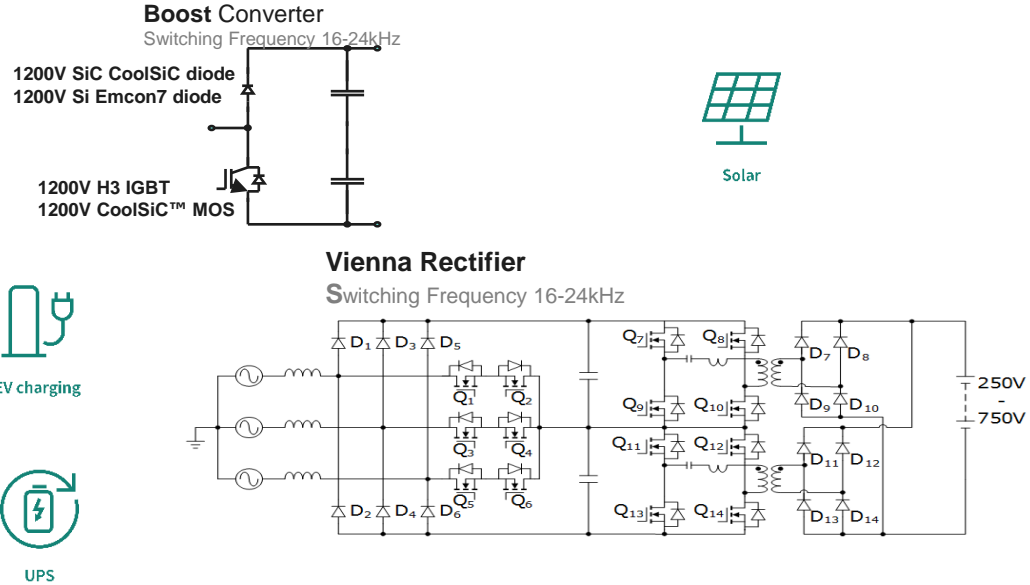 Boost Converter
Switching Frequency 16-24kHz
1200V SiC CoolSiC diode
1200V Si Emcon7 diode
1200V H3 IGBT
1200V CoolSiC™ MOS
Solar
Vienna Rectifier
Switching Frequency 16-24kHz
EV charging
UPS
D1 D3 D5
Q1 Q2
Q3 Q4
Q5 Q6
D2 D4 D6
Q7 Q8
Q9 Q10
Q11 Q12
Q13 Q14
D7 D8
D9 D10
D11 D12
D13 D14
250V
-
750V